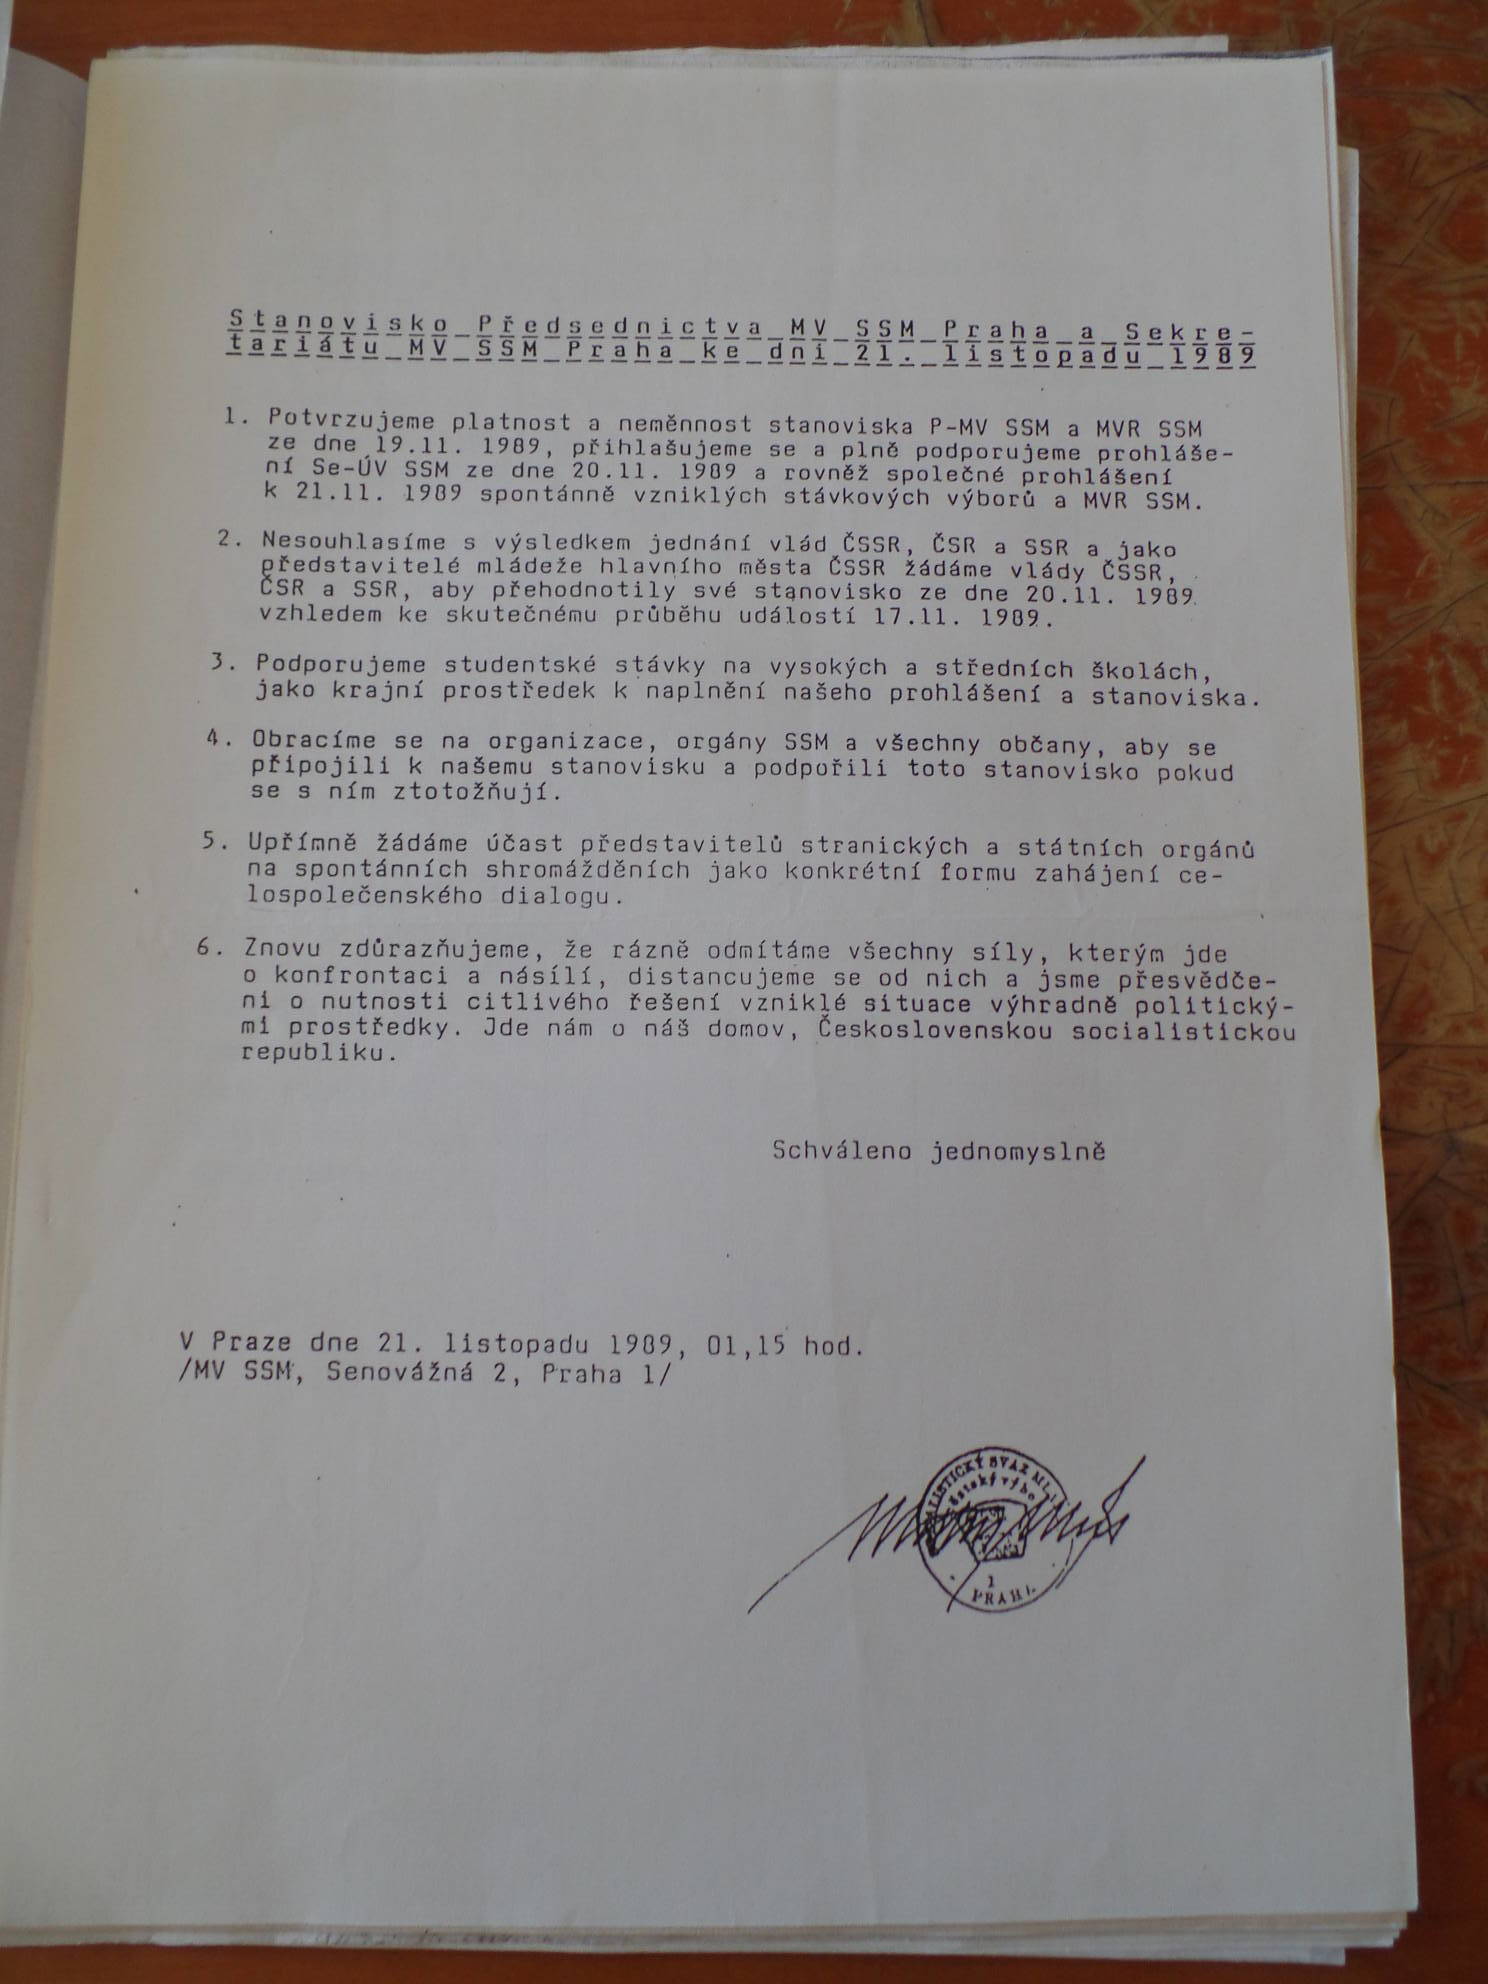 Stanovisko Předsednictva MV SSM Praha a Sekre-
tariátu MV SSM Praha ke dni 21. listopadu 1989
1. Potvrzujeme platnost a neměnnost stanoviska P-MV SSM a MVR SSM
ze dne 19.11. 1989, přihlašujeme se a plně podporujeme prohláše-
ní Se-ÚV SSM ze dne 20.11. 1989 a rovněž společné prohlášení
k 21.11. 1989 spontánně vzniklých stávkových výborů a MVR SSM.
2. Nesouhlasíme s výsledkem jednání vlád ČSSR, ČSR a SSR a jako
představitelé mládeže hlavního města ČSSR žádáme vlády ČSSR,
ČSR a SSR, aby přehodnotily své stanovisko ze dne 20.11. 1989
vzhledem ke skutečnému průběhu událostí 17.11. 1989.
3. Podporujeme studentské stávky na vysokých a středních školách,
jako krajní prostředek k naplnění našeho prohlášení a stanoviska.
4. Obracíme se na organizace, orgány SSM a všechny občany, aby se
připojili k našemu stanovisku a podpořili toto stanovisko pokud
se s ním ztotožňují.
5. Upřímně žádáme účast představitelů stranických a státních orgánů
na spontánních shromážděních jako konkrétní formu zahájení ce-
lospolečenského dialogu.
6. Znovu zdůrazňujeme, že rázně odmítáme všechny síly, kterým jde
o konfrontaci a násílí, distancujeme se od nich a jsme přesvědče-
ni o nutnosti citlivého řešení vzniklé situace výhradně politický-
mi prostředky. Jde nám o náš domov, Československou socialistickou
republiku.
Schváleno jednomyslně
V Praze dne 21. listopadu 1989, 01,15 hod.
/MV SSM, Senovážná 2, Praha 1/
SVAZ
1